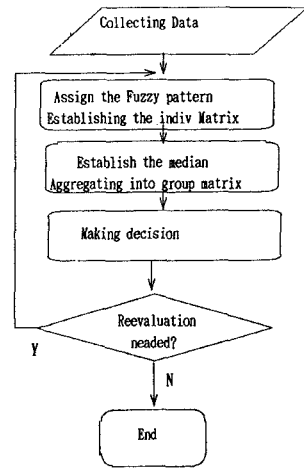 Collecting Data
Assign the Fuzzy pattern
Establishing the indiv Matrix
Establish the median
Aggregating into group matrix
Making decision
Reevaluation
neaded?
Y
N
End